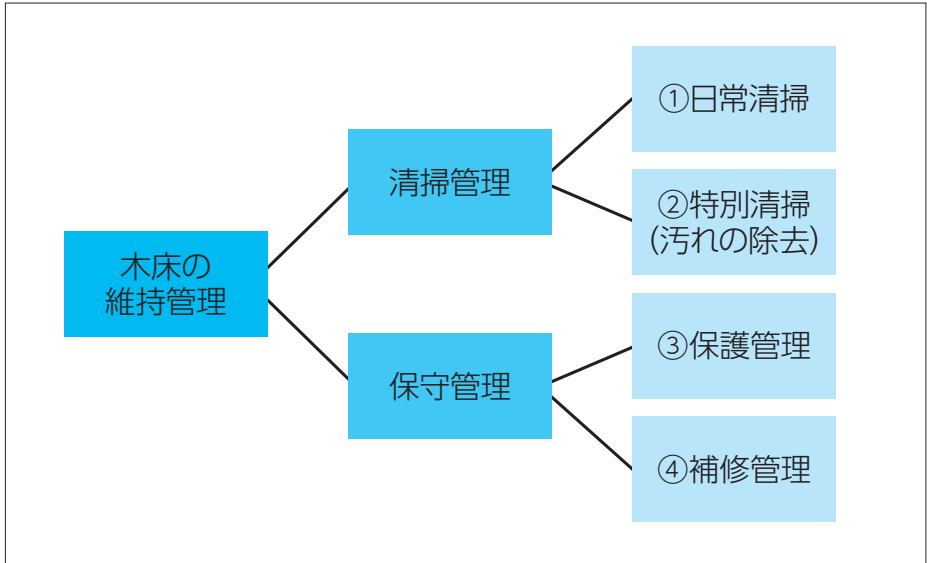 木床の
維持管理
清掃管理
保守管理
①日常清掃
②特別清掃
(汚れの除去)
③保護管理
④補修管理